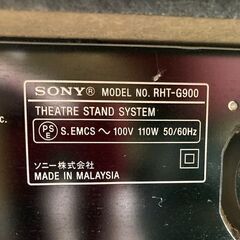 SONY® MODEL NO. RHT-G900
THEATRE STAND SYSTEM
PS
E S.EMCS ~ 100V 110W 50/60Hz
c.
ソニー株式会社
MADE IN MALAYSIA